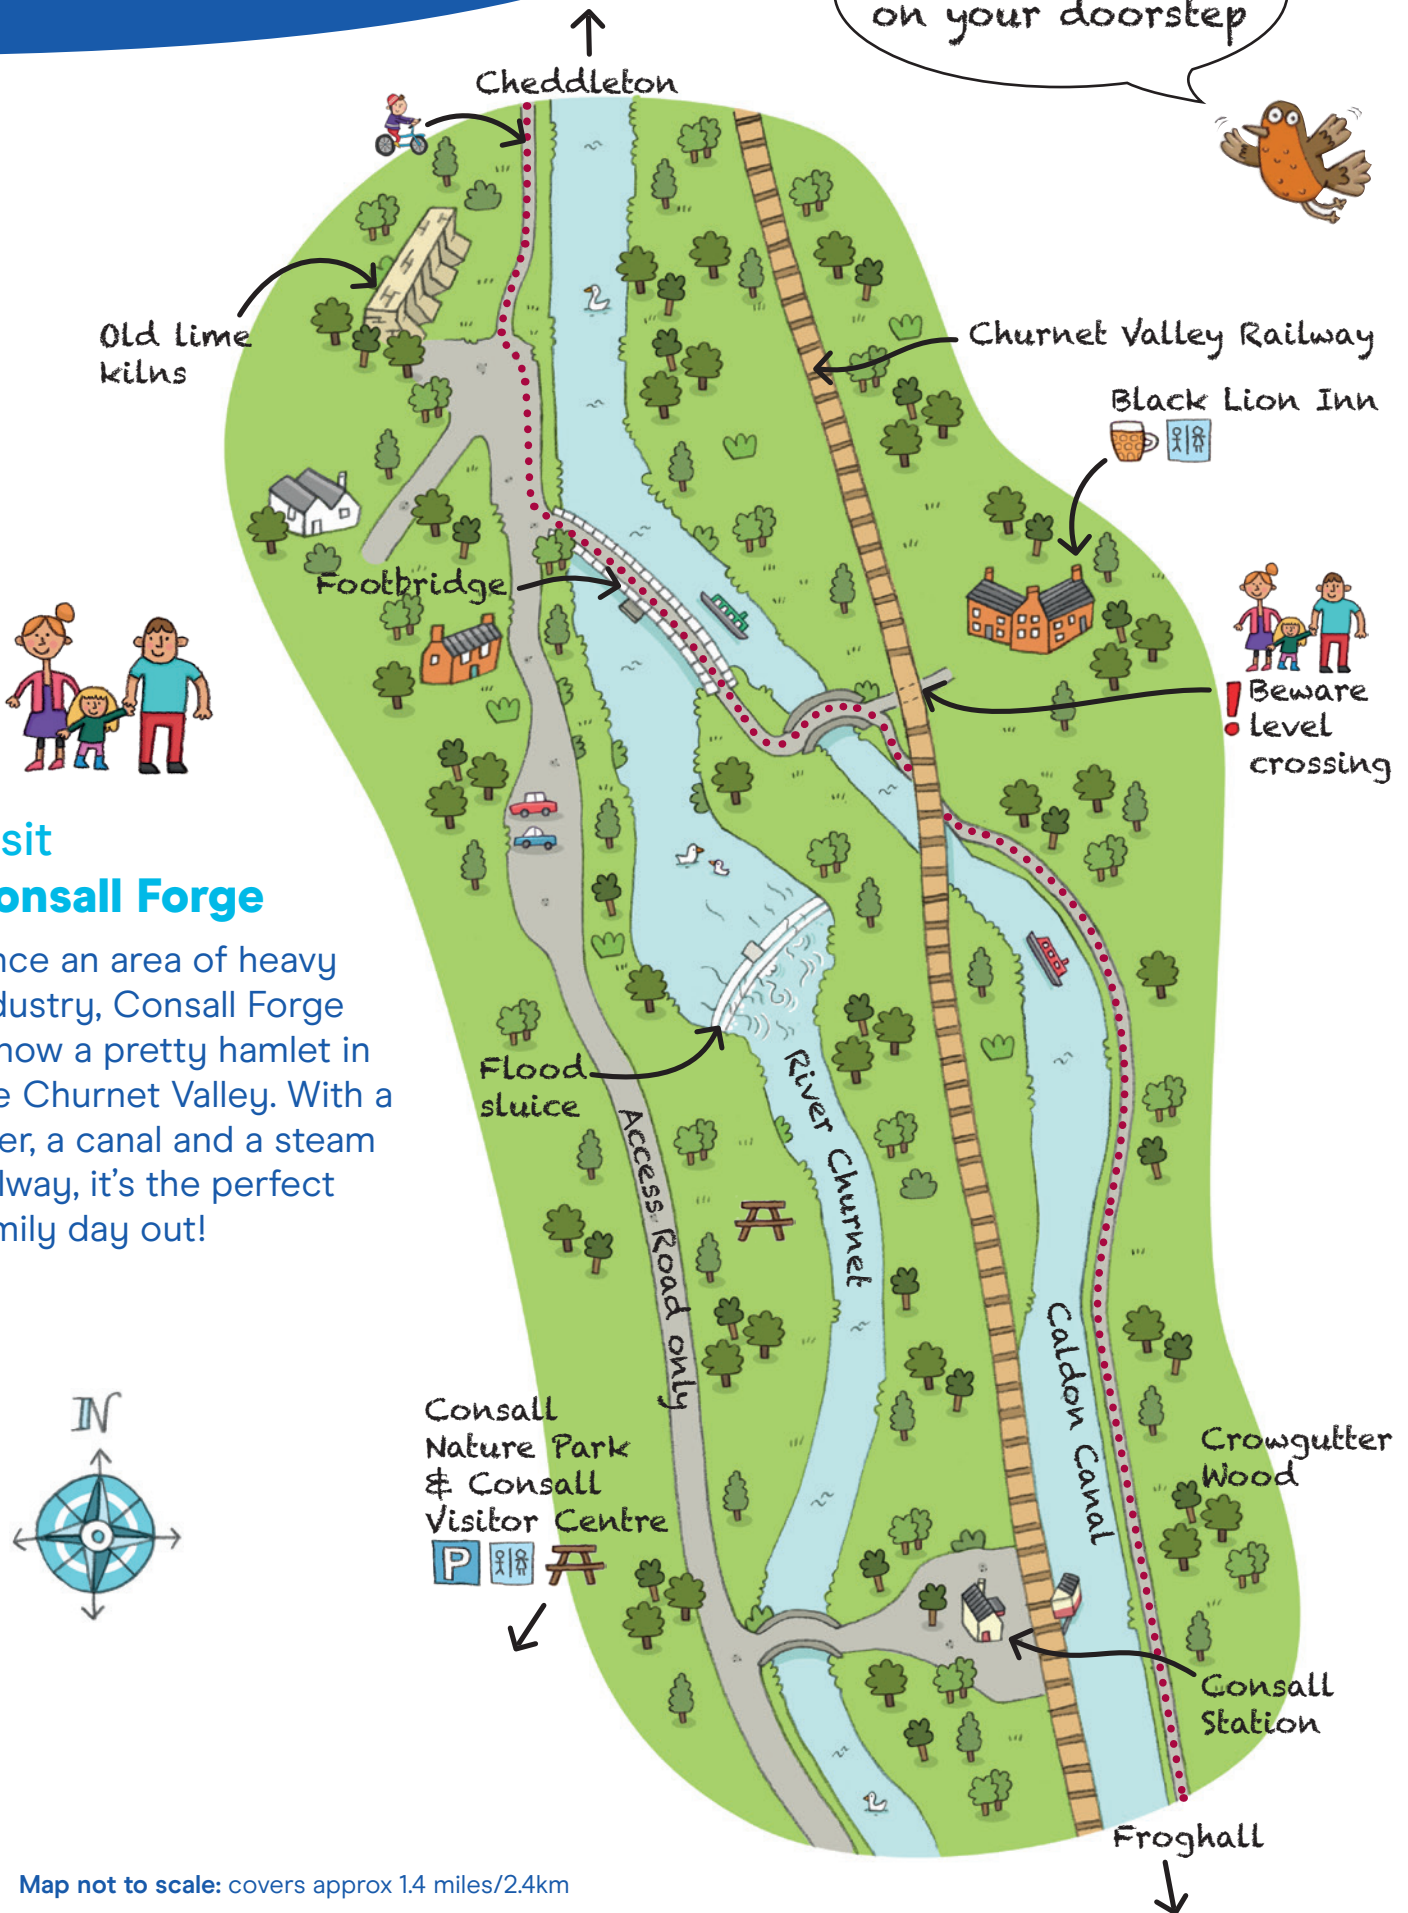 on your doorstep
Cheddleton
Old lime
kilns
Churnet Valley Railway
Black Lion Inn
Footbridge
! Beware
level
crossing
sit
onsall Forge
nce an area of heavy
dustry, Consall Forge
now a pretty hamlet in
e Churnet Valley. With a
er, a canal and a steam
lway, it's the perfect
mily day out!
Flood
sluice
River Churnet
Access Road only
Caldon Canal
N
Consall
Nature Park
& Consall
Visitor Centre
P
Crowgutter
Wood
Consall
Station
Froghall
Map not to scale: covers approx 1.4 miles/2.4km